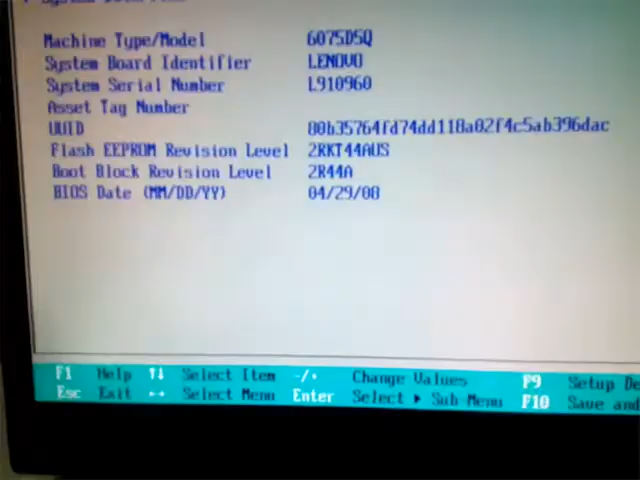 Machine Type/Model 6075D5Q
System Board Identifier LENOVO
System Serial Number L910960
Asset Tag Number
UUID 80b35764fd74dd118a02f4c5ab396dac
Flash EEPROM Revision Level 2RKT44AUS
Boot Block Revision Level 2R44A
BIOS Date (MM/DD/YY) 04/29/08
F1 Help ↑↓ Select Item -/+ Change Values F9 Setup De
Esc Exit ↔ Select Menu Enter Select ▶ Sub-Menu F10 Save and